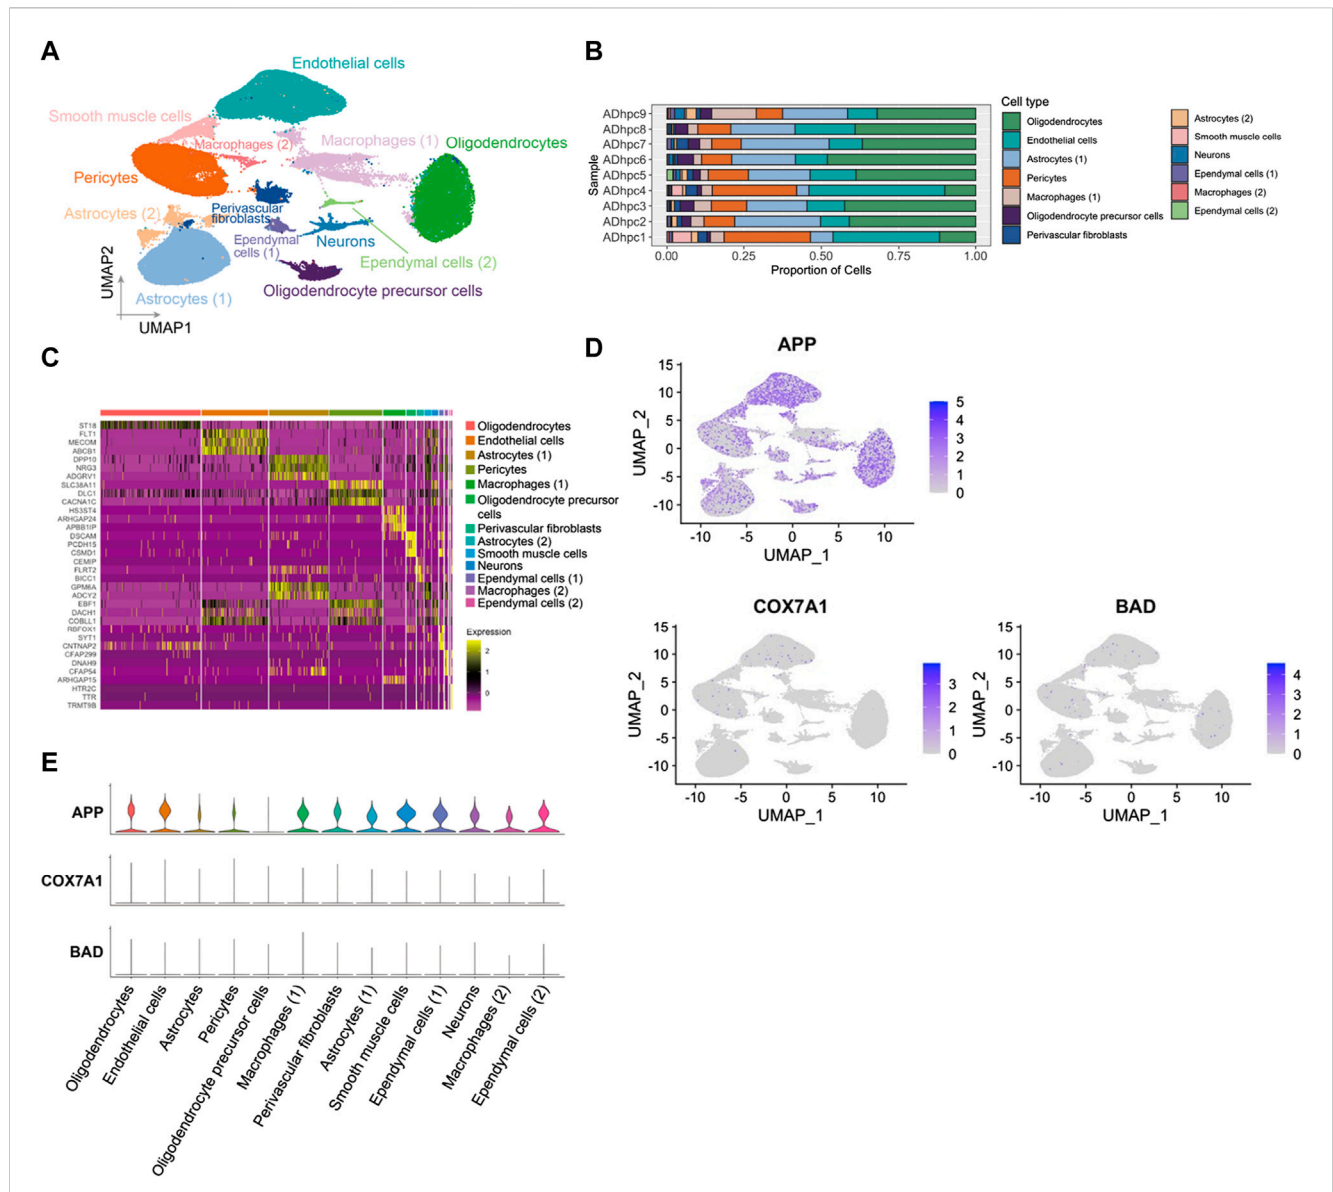 A
Endothelial cells
Smooth muscle cells
Macrophages (2)
Macrophages (1)
Oligodendrocytes
Pericytes
Astrocytes (2)
Perivascular
fibroblasts
Ependymal
cells (1)
Neurons
Ependymal cells (2)
Oligodendrocyte precursor cells
Astrocytes (1)
UMAP2
UMAP1
B
Sample
ADhpc9
ADhpc8
ADhpc7
ADhpc6
ADhpc5
ADhpc4
ADhpc3
ADhpc2
ADhpc1
0.00 0.25 0.50 0.75 1.00
Proportion of Cells
Cell type
Oligodendrocytes
Endothelial cells
Astrocytes (1)
Pericytes
Macrophages (1)
Oligodendrocyte precursor cells
Perivascular fibroblasts
Astrocytes (2)
Smooth muscle cells
Neurons
Ependymal cells (1)
Macrophages (2)
Ependymal cells (2)
C
ST18
FLT1
MECOM
ABCB1
DPP10
NRG3
ADGRV1
SLC38A11
DLC1
CACNA1C
HS3ST4
ARHGAP24
APBB1IP
DSCAM
PCDH15
CSMD1
CEMIP
FLRT2
BICC1
GPM6A
ADCY2
EBF1
DACH1
COBLL1
RBFOX1
SYT1
CNTNAP2
CFAP299
DNAH9
CFAP54
ARHGAP15
HTR2C
TTR
TRMT9B
Oligodendrocytes
Endothelial cells
Astrocytes (1)
Pericytes
Macrophages (1)
Oligodendrocyte precursor
cells
Perivascular fibroblasts
Astrocytes (2)
Smooth muscle cells
Neurons
Ependymal cells (1)
Macrophages (2)
Ependymal cells (2)
Expression
2
1
0
D
APP
UMAP_2
15
10
5
0
-5
-10
-10 -5 0 5 10
UMAP_1
5
4
3
2
1
0
COX7A1
UMAP_2
15
10
5
0
-5
-10
-10 -5 0 5 10
UMAP_1
3
2
1
0
BAD
UMAP_2
15
10
5
0
-5
-10
-10 -5 0 5 10
UMAP_1
4
3
2
1
0
E
APP
COX7A1
BAD
Oligodendrocytes
Endothelial cells
Astrocytes
Pericytes
Oligodendrocyte precursor cells
Macrophages (1)
Perivascular fibroblasts
Astrocytes (1)
Smooth muscle cells
Ependymal cells (1)
Neurons
Macrophages (2)
Ependymal cells (2)